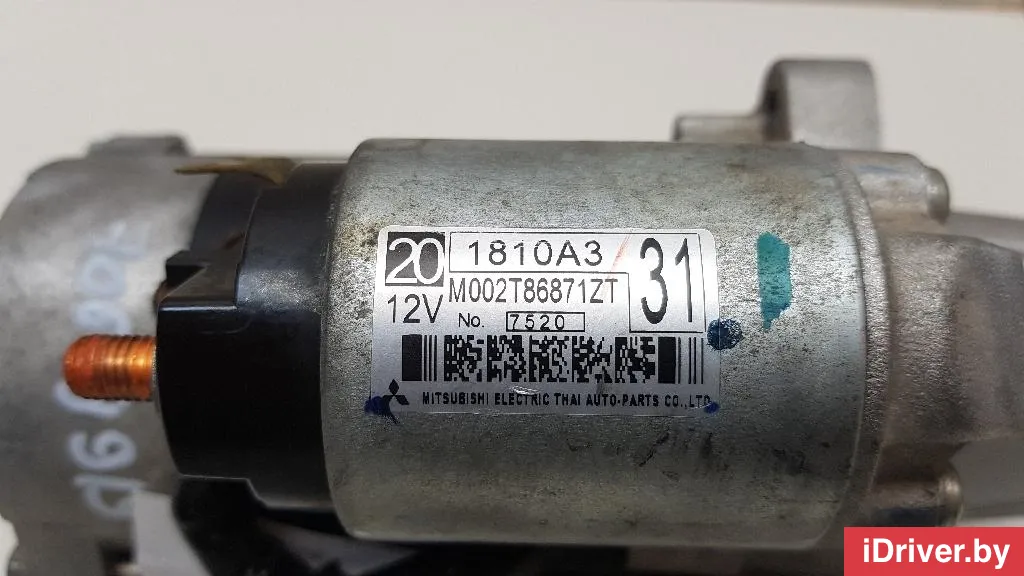 20 1810A3 31
12V M002T86871ZT
No. 7520
MITSUBISHI ELECTRIC THAI AUTO-PARTS CO.,LTD.
iDriver.by